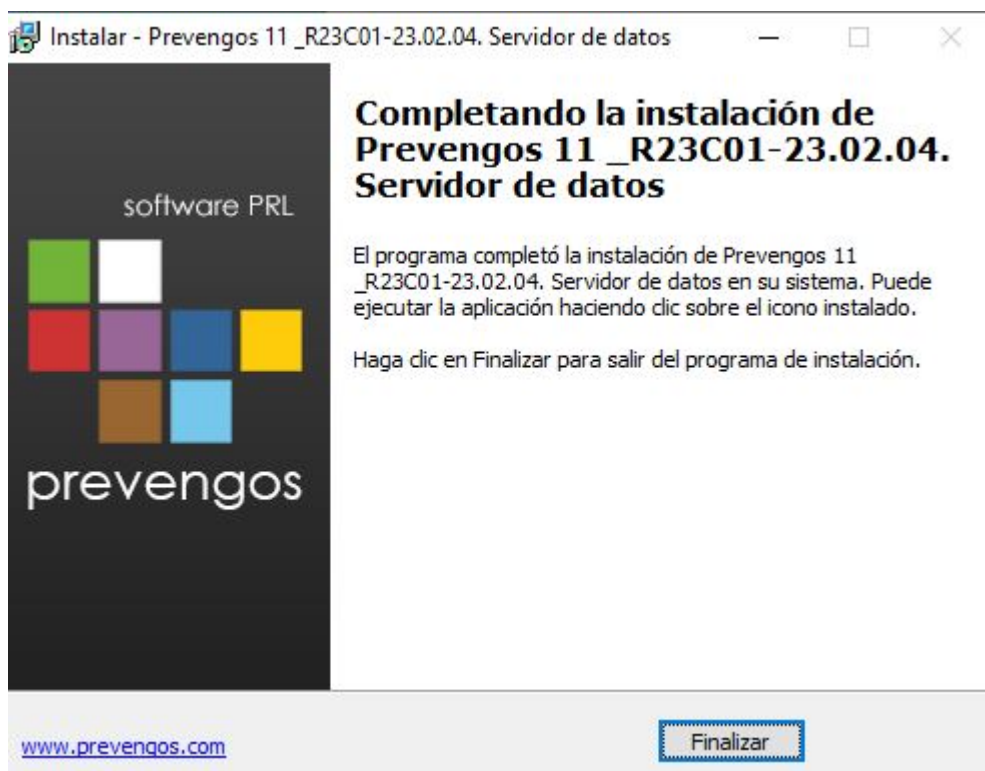 Instalar - Prevengos 11 _R23C01-23.02.04. Servidor de datos
software PRL
prevengos
Completando la instalación de
Prevengos 11 _R23C01-23.02.04.
Servidor de datos
El programa completó la instalación de Prevengos 11
_R23C01-23.02.04. Servidor de datos en su sistema. Puede
ejecutar la aplicación haciendo clic sobre el icono instalado.
Haga clic en Finalizar para salir del programa de instalación.
www.prevengos.com
Finalizar